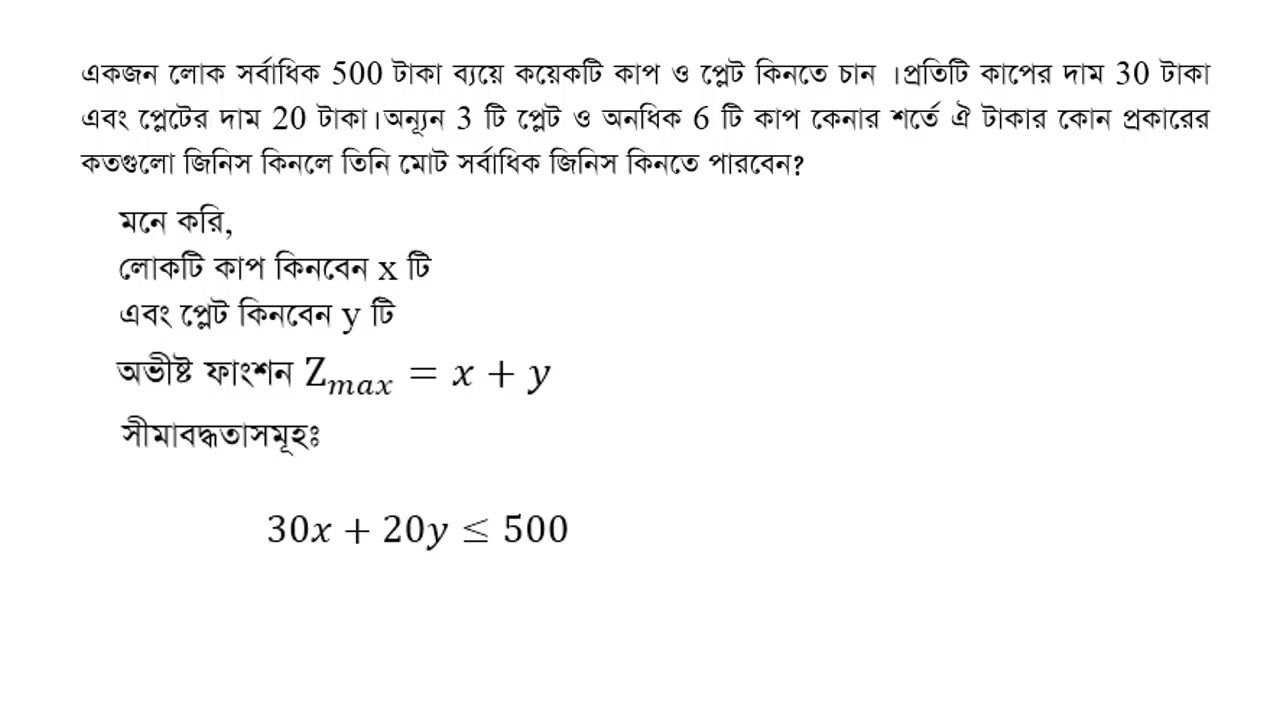 একজন লোক সর্বাধিক 500 টাকা ব্যয়ে কয়েকটি কাপ ও প্লেট কিনতে চান ।প্রতিটি কাপের দাম 30 টাকা
এবং প্লেটের দাম 20 টাকা।অন্যূন 3 টি প্লেট ও অনধিক 6 টি কাপ কেনার শর্তে ঐ টাকার কোন প্রকারের
কতগুলো জিনিস কিনলে তিনি মোট সর্বাধিক জিনিস কিনতে পারবেন?
মনে করি,
লোকটি কাপ কিনবেন x টি
এবং প্লেট কিনবেন y টি
অভীষ্ট ফাংশন Z_max = x + y
সীমাবদ্ধতাসমূহঃ
30x + 20y ≤ 500